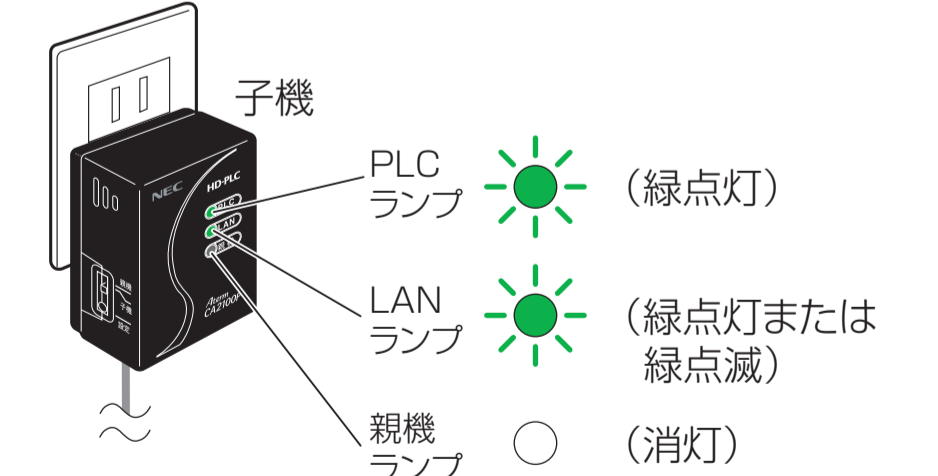 子機
PLC
ランプ
(緑点灯)
LAN
ランプ
(緑点灯または
緑点滅)
親機
ランプ
(消灯)
NEC
HD-PLC
PLC
LAN
親機
子機
設定
Aterm